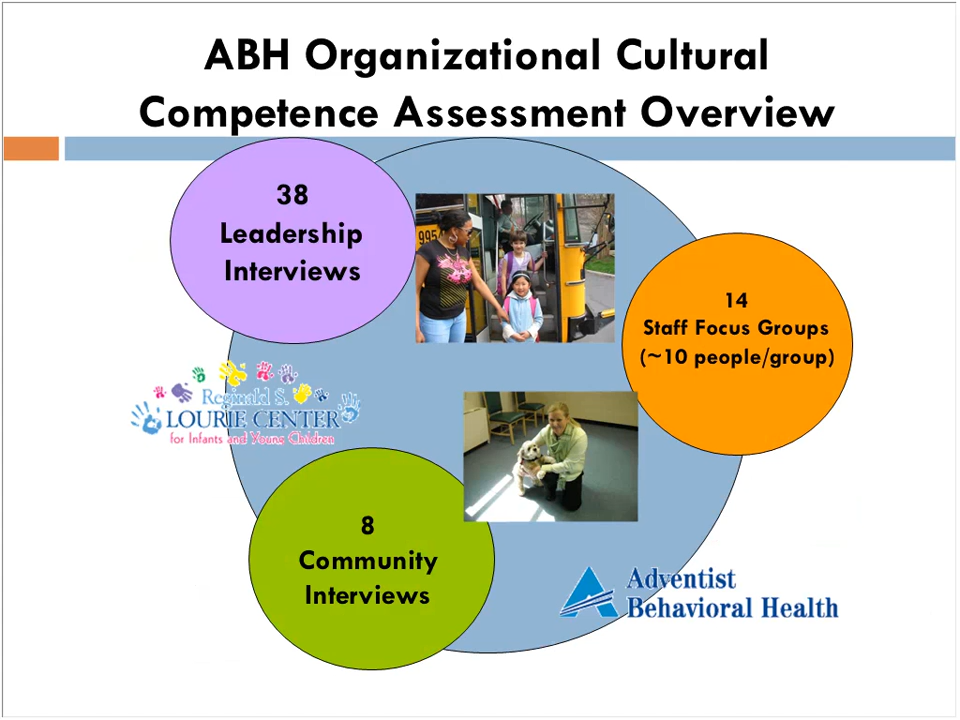 ABH Organizational Cultural
Competence Assessment Overview
38
Leadership
Interviews
9954
14
Staff Focus Groups
(~10 people/group)
Reginald S.
LOURIE CENTER
for Infants and Young Children
8
Community
Interviews
Adventist
Behavioral Health